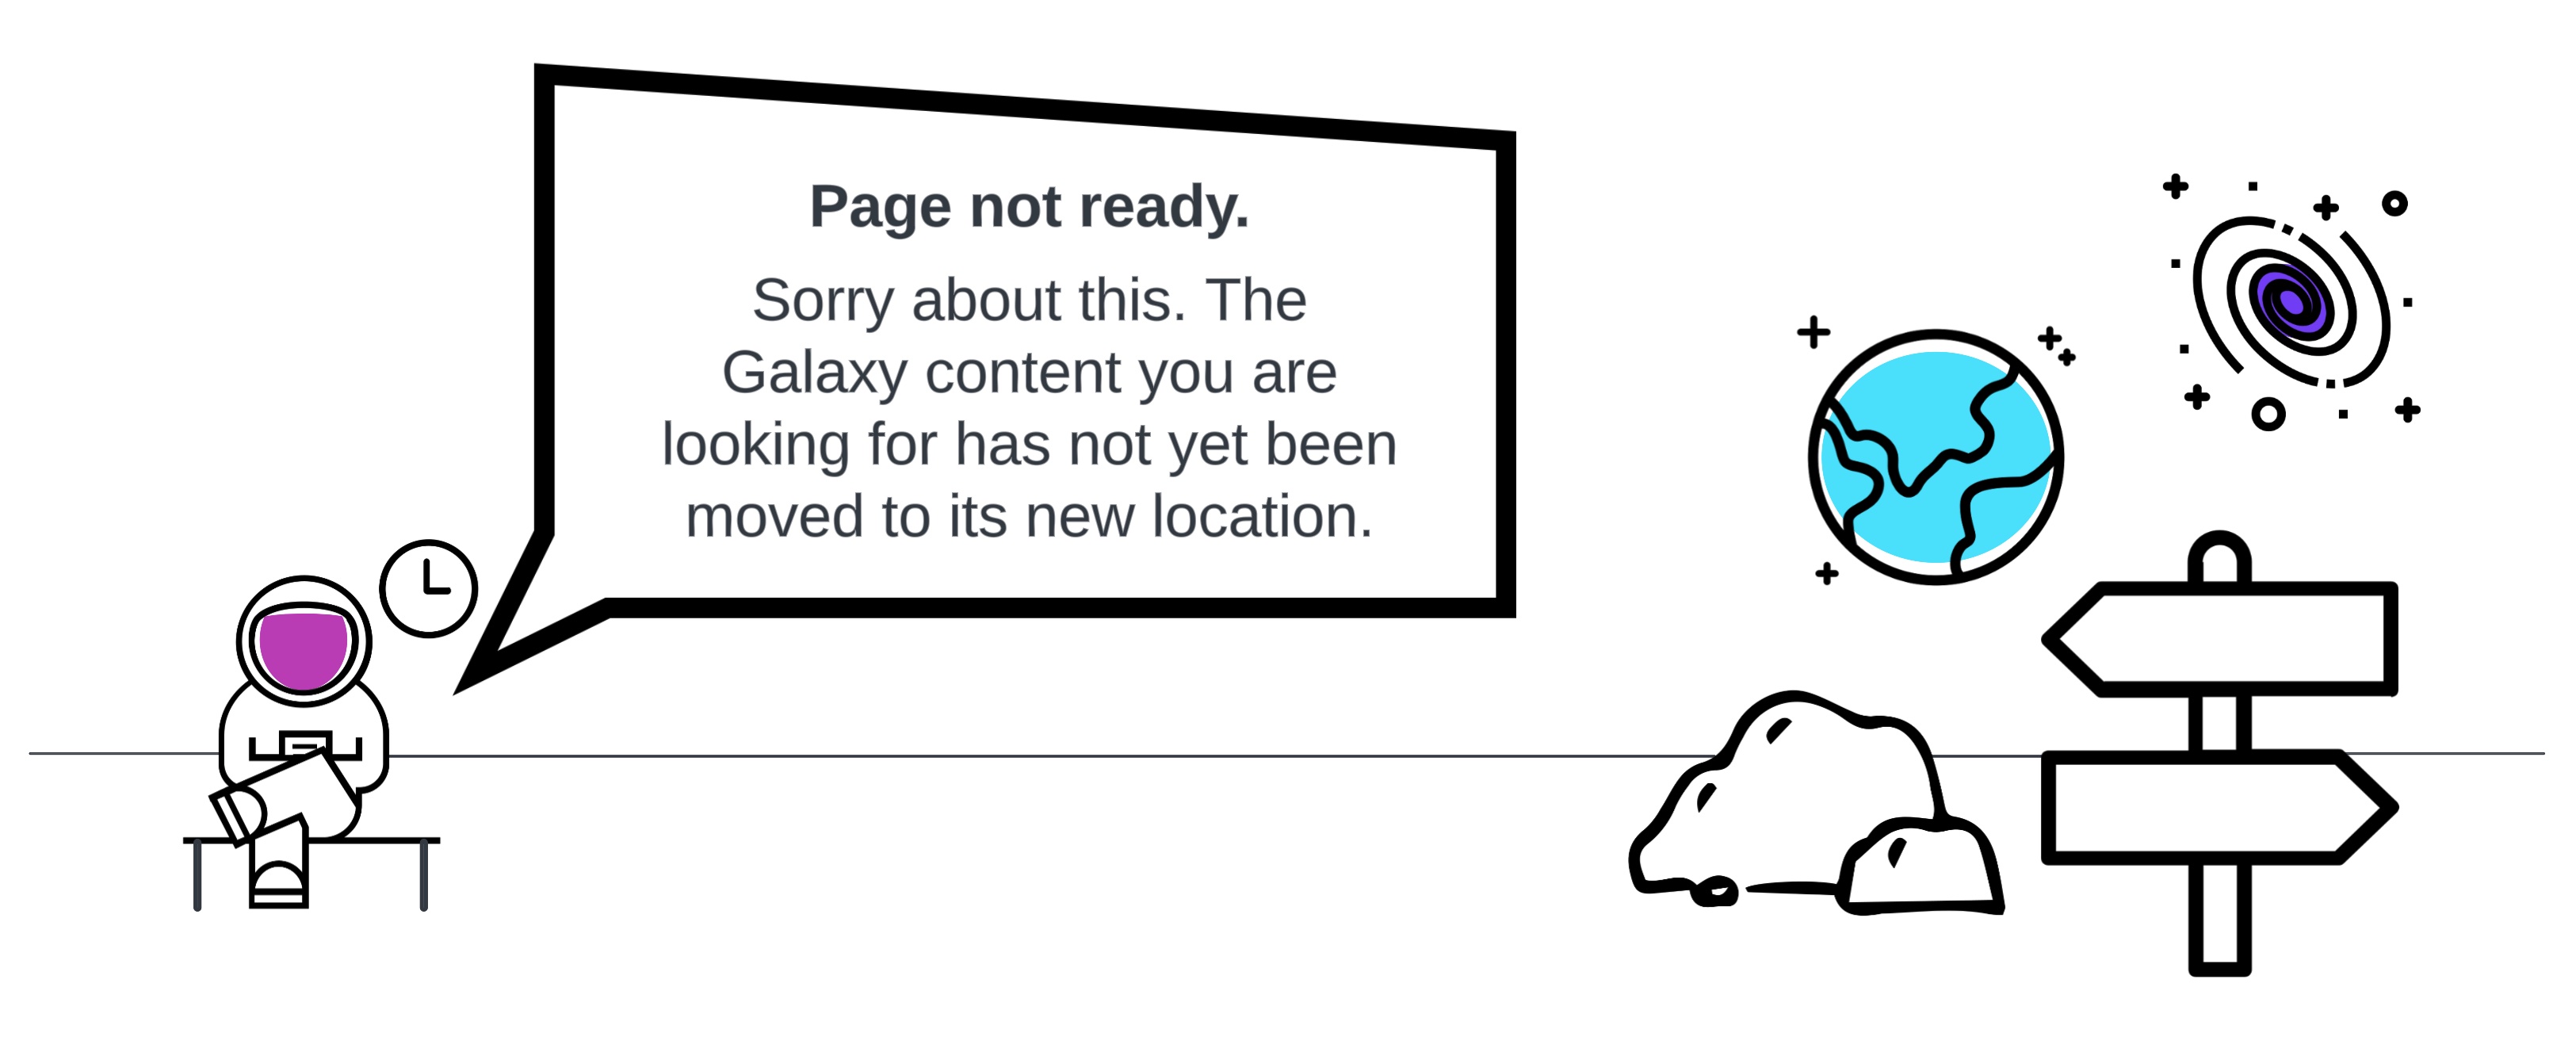 Page not ready.
Sorry about this. The
Galaxy content you are
looking for has not yet been
moved to its new location.